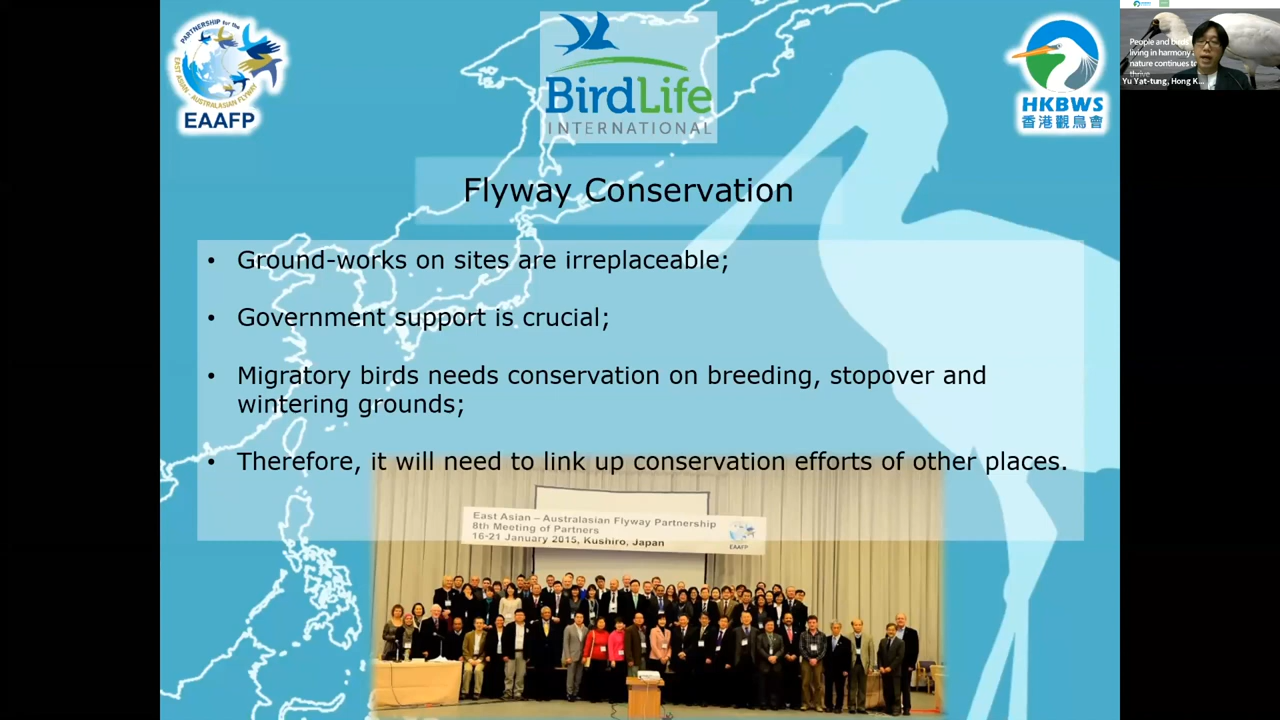 PARTNERSHIP for the
EAST ASIAN - AUSTRALASIAN FLYWAY
EAAFP
BirdLife
INTERNATIONAL
HKBWS
香港觀鳥會
People and birds
living in harmony
nature continues to
thrive
Yu Yat-tung, Hong K...
Flyway Conservation
• Ground-works on sites are irreplaceable;
• Government support is crucial;
• Migratory birds needs conservation on breeding, stopover and
wintering grounds;
• Therefore, it will need to link up conservation efforts of other places.
East Asian – Australasian Flyway Partnership
8th Meeting of Partners
16-21 January 2015, Kushiro, Japan
EAAFP